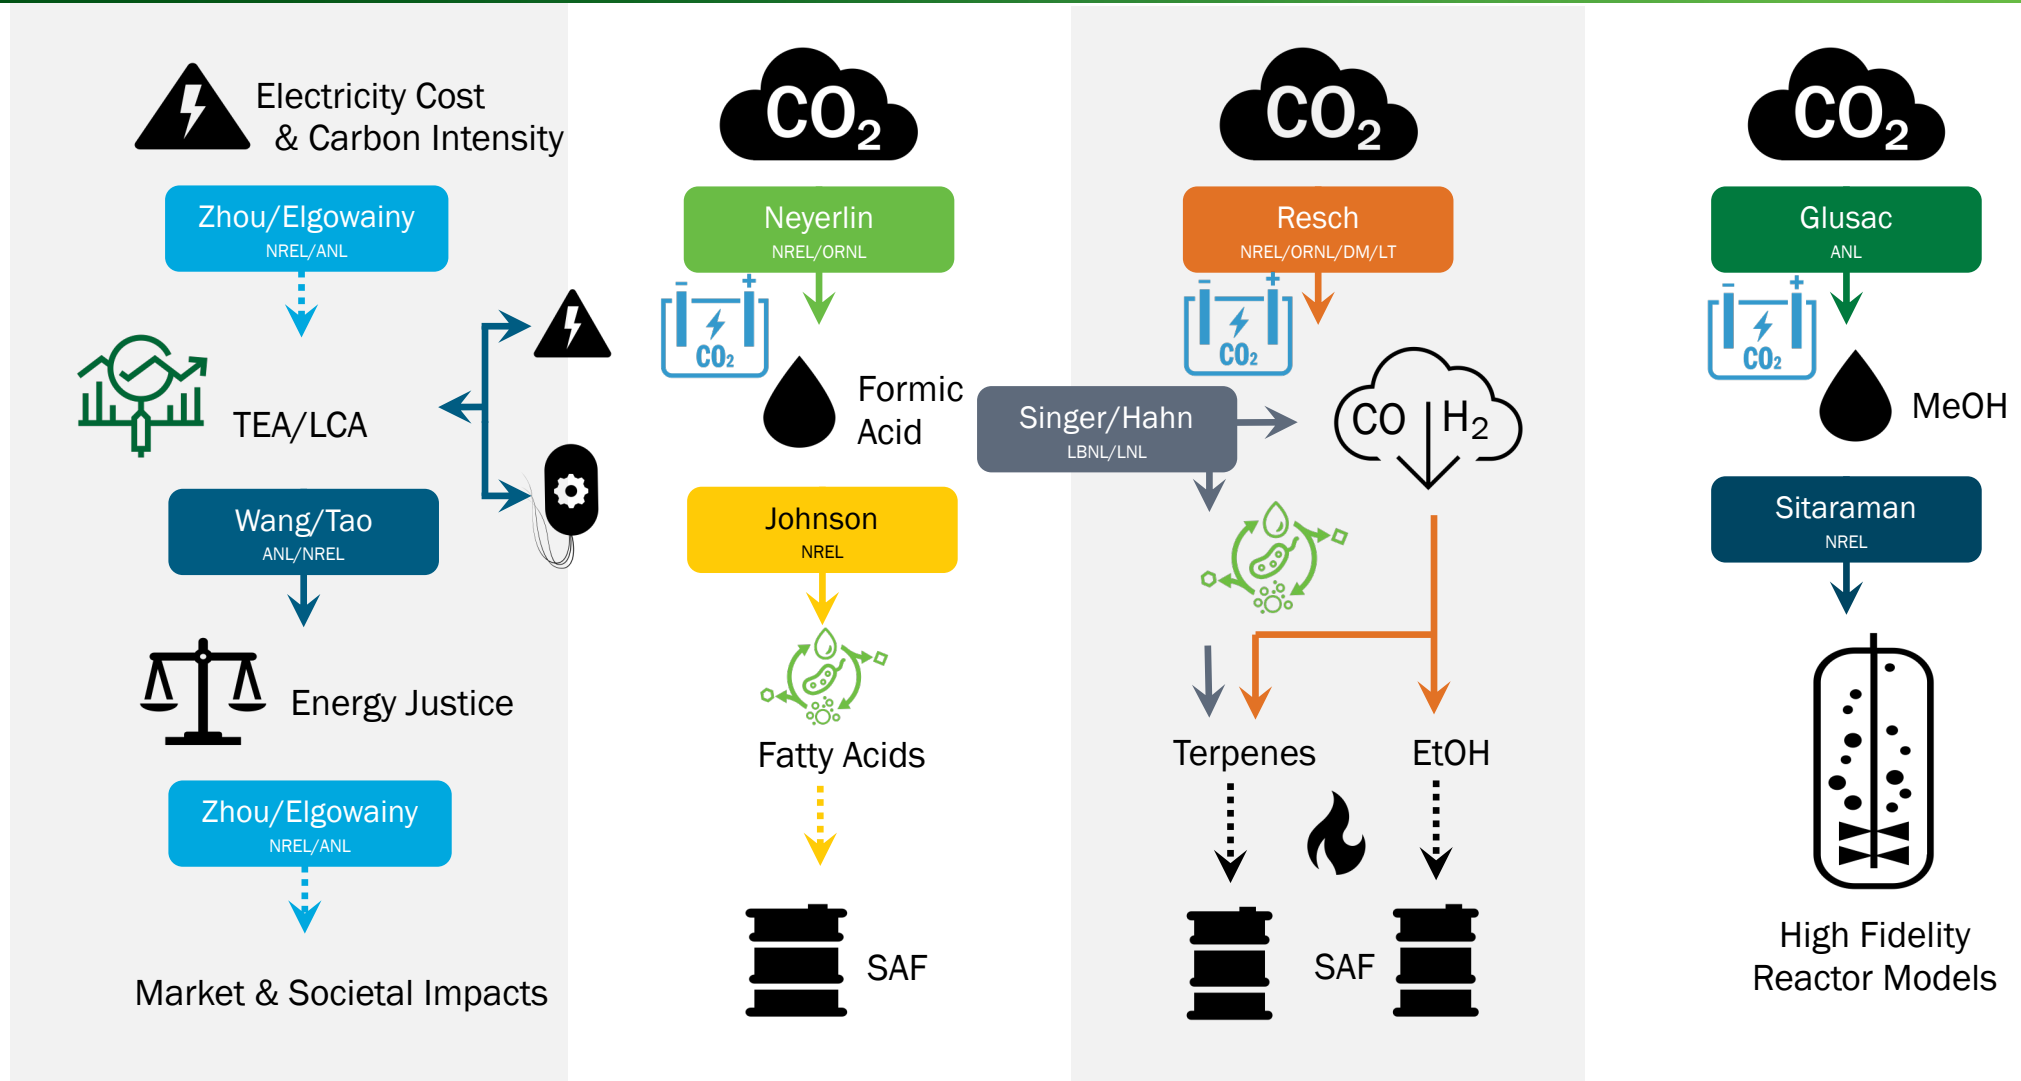 Electricity Cost
& Carbon Intensity
Zhou/Elgowainy
NREL/ANL
TEA/LCA
Wang/Tao
ANL/NREL
Energy Justice
Zhou/Elgowainy
NREL/ANL
Market & Societal Impacts
CO2
Neyerlin
NREL/ORNL
- +
CO2
Formic
Acid
Johnson
NREL
Fatty Acids
SAF
CO2
Resch
NREL/ORNL/DM/LT
- +
CO2
Singer/Hahn
LBNL/LNL
CO H2
Terpenes
EtOH
SAF
CO2
Glusac
ANL
- +
CO2
MeOH
Sitaraman
NREL
High Fidelity
Reactor Models